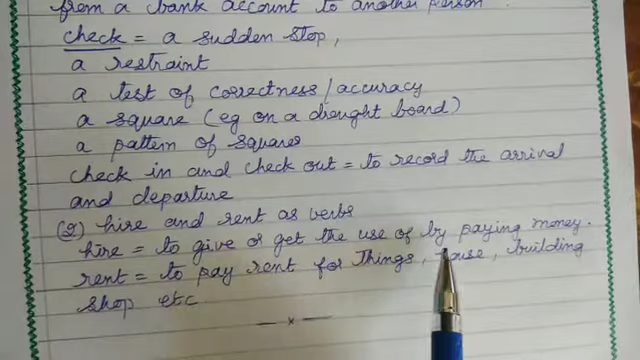 from a bank account to another person.
check = a sudden stop,
a restraint
a test of correctness/accuracy
a square (eg on a draught board)
a pattern of squares
check in and check out = to record the arrival
and departure
hire and rent as verbs
hire = to give or get the use of by paying money.
rent = to pay rent for things, house, building
shop etc
—x—